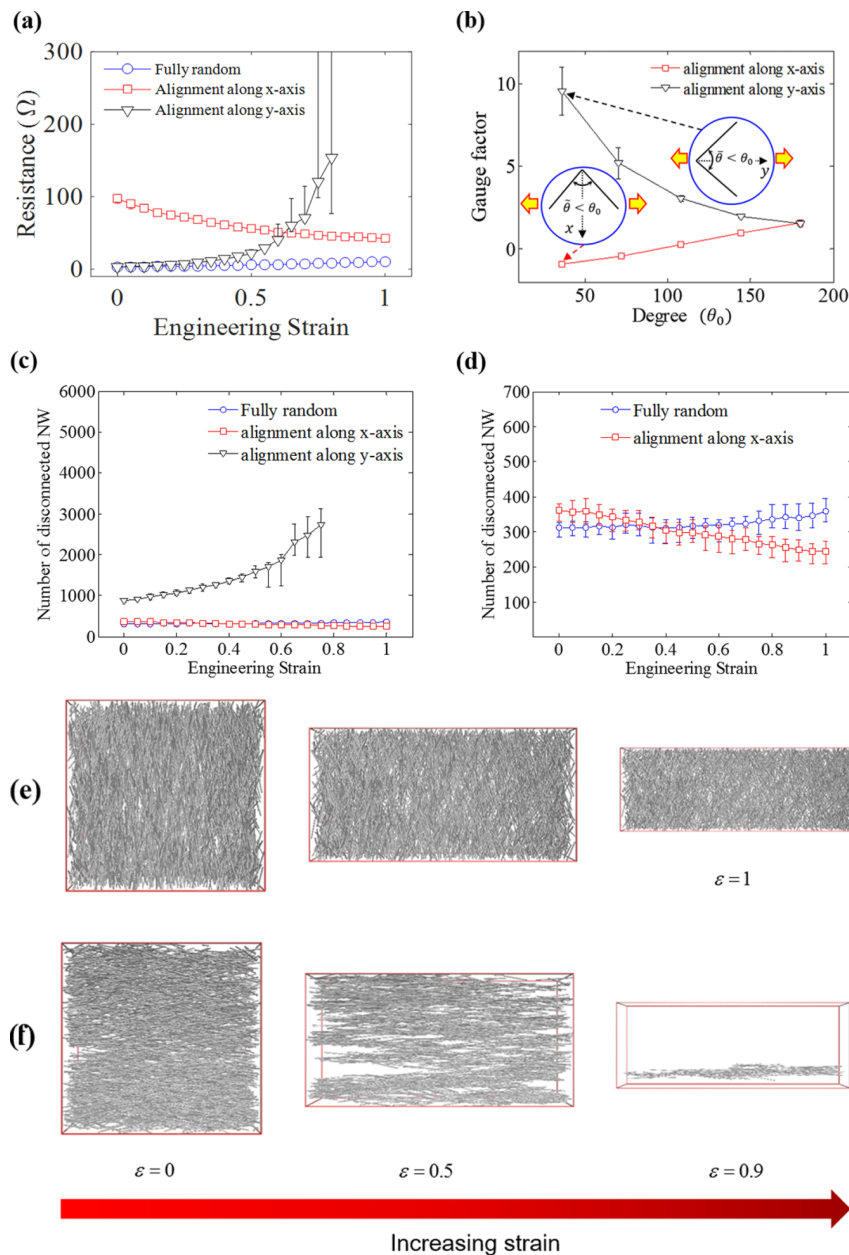 (a)
300
200
100
0
Resistance (Ω)
Fully random
Alignment along x-axis
Alignment along y-axis
0 0.5 1
Engineering Strain
(b)
10
5
0
Gauge factor
alignment along x-axis
alignment along y-axis
θ̃ < θ₀
x
θ̄ < θ₀
y
50 100 150 200
Degree (θ₀)
(c)
6000
5000
4000
3000
2000
1000
0
Number of disconnected NW
Fully random
alignment along x-axis
alignment along y-axis
0 0.2 0.4 0.6 0.8 1
Engineering Strain
(d)
700
600
500
400
300
200
100
Number of disconnected NW
Fully random
alignment along x-axis
0 0.2 0.4 0.6 0.8 1
Engineering Strain
(e)
ε = 1
(f)
ε = 0
ε = 0.5
ε = 0.9
Increasing strain